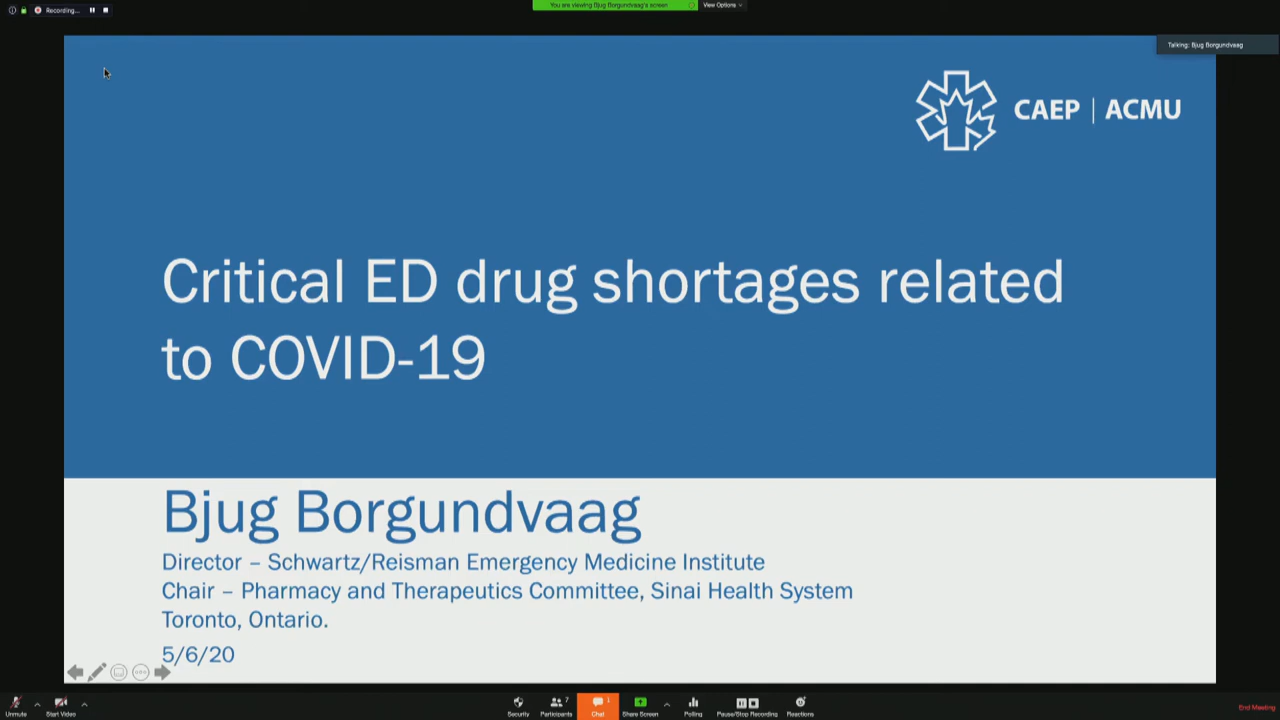 Recording...
You are viewing Bjug Borgundvaag's screen
View Options
Talking: Bjug Borgundvaag
CAEP | ACMU
Critical ED drug shortages related
to COVID-19
Bjug Borgundvaag
Director – Schwartz/Reisman Emergency Medicine Institute
Chair – Pharmacy and Therapeutics Committee, Sinai Health System
Toronto, Ontario.
5/6/20
Unmute
Start Video
Security
Participants
7
Chat
1
Share Screen
Polling
Pause/Stop Recording
Reactions
End Meeting